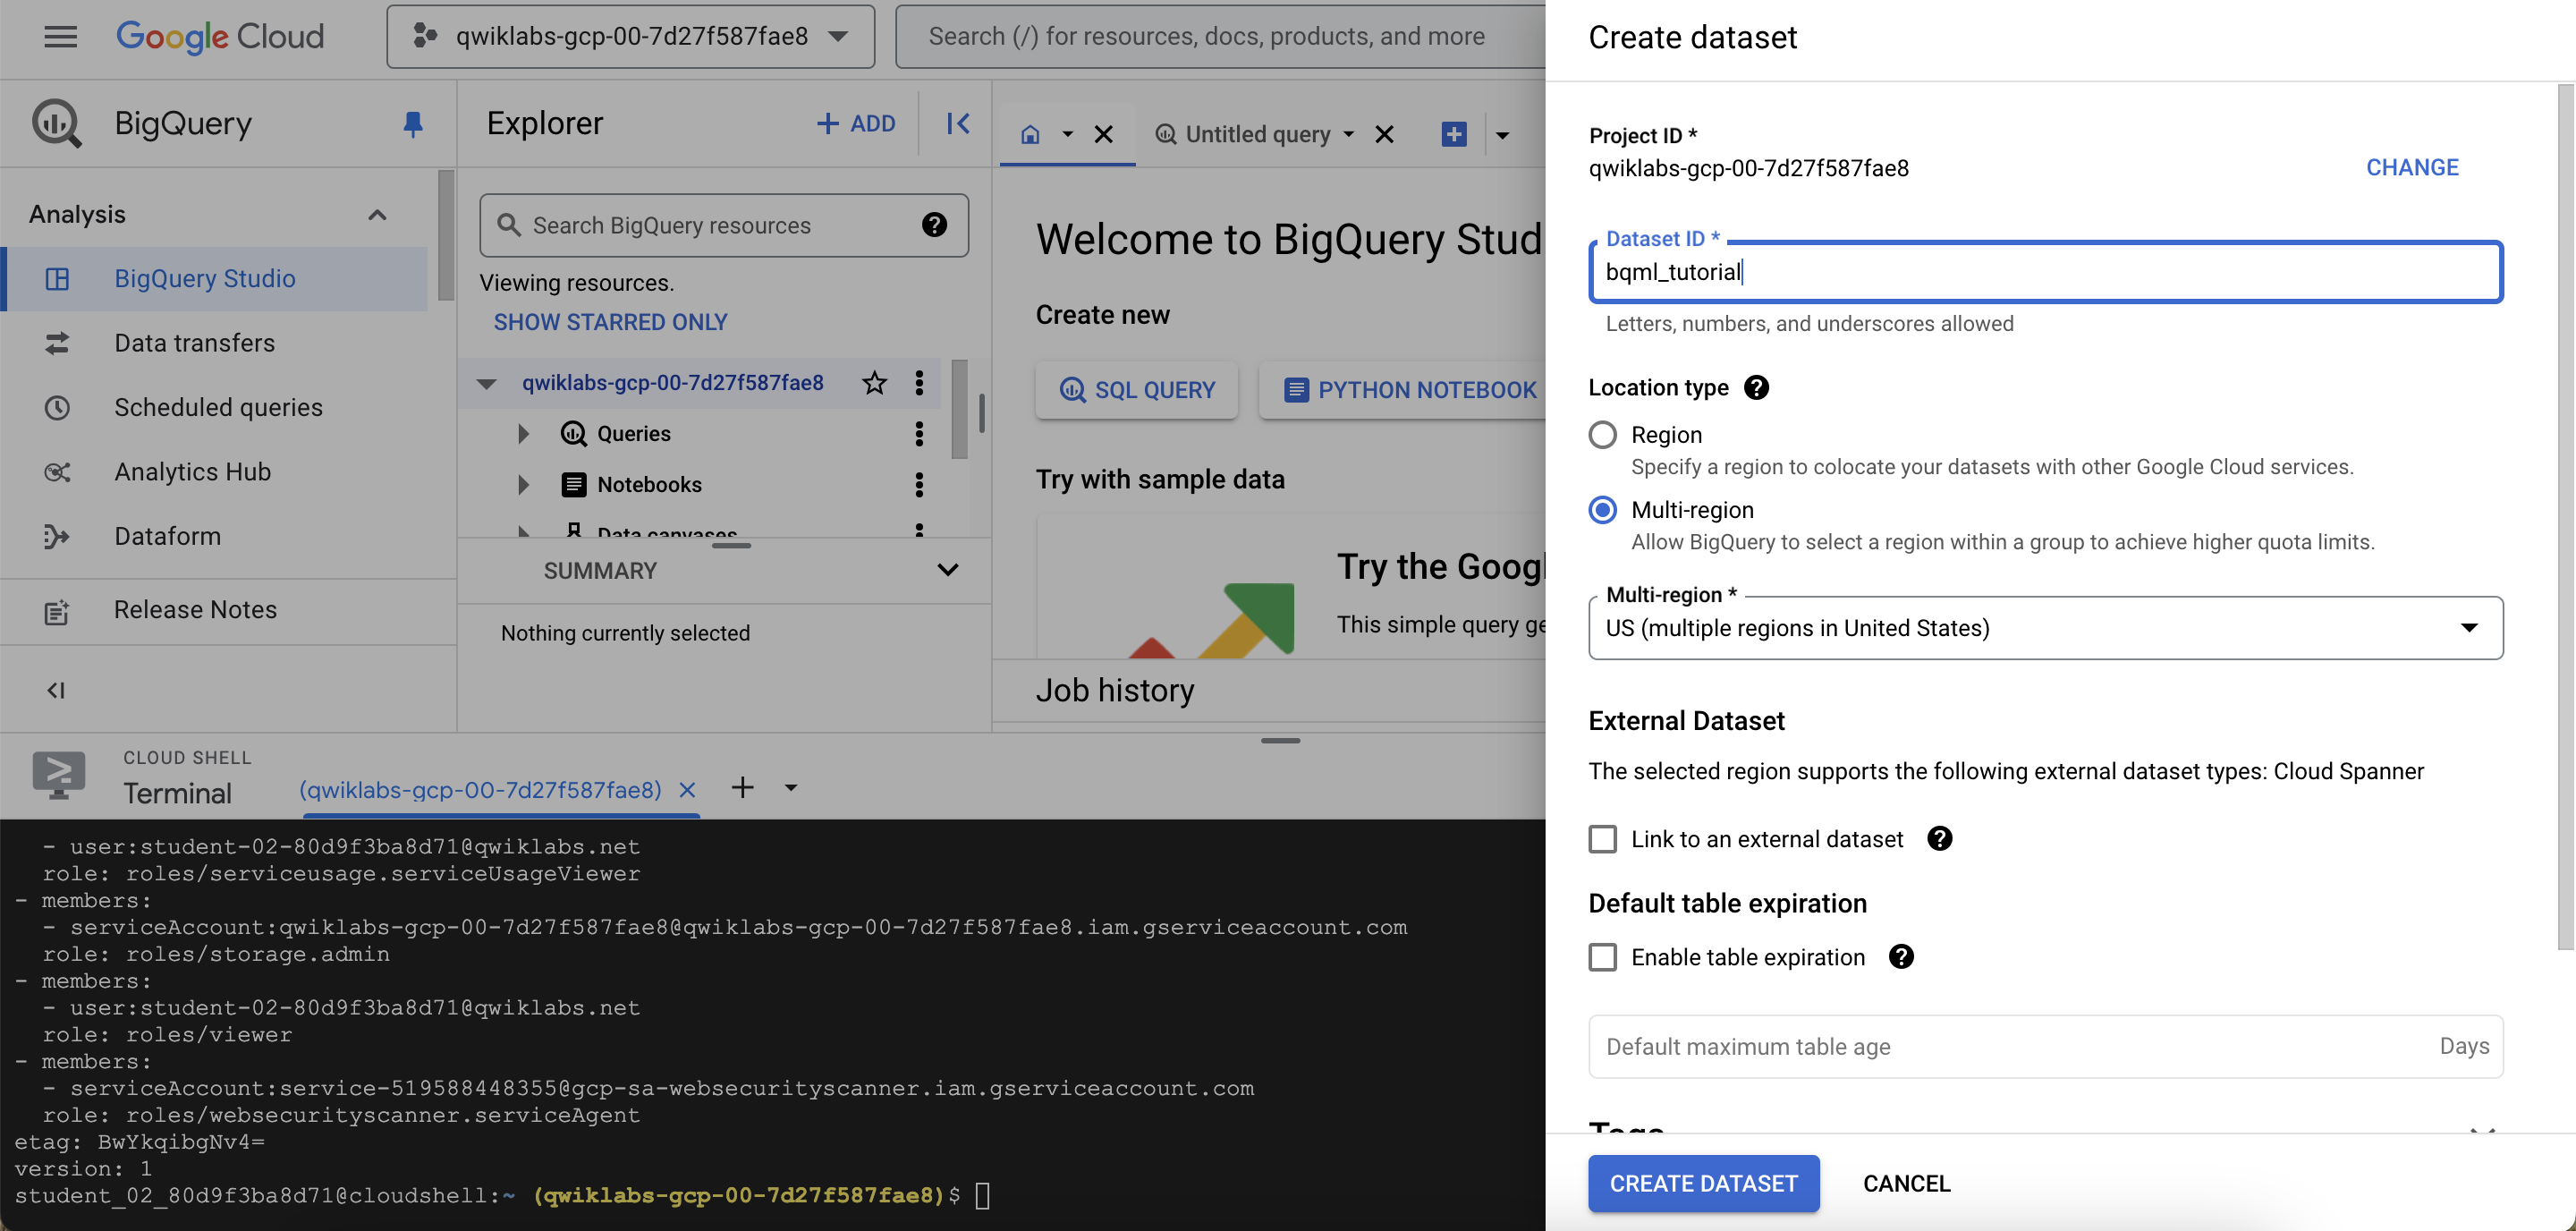 Google Cloud
qwiklabs-gcp-00-7d27f587fae8
Search (/) for resources, docs, products, and more
BigQuery
Analysis
BigQuery Studio
Data transfers
Scheduled queries
Analytics Hub
Dataform
Release Notes
Explorer
+ ADD
Search BigQuery resources
Viewing resources.
SHOW STARRED ONLY
qwiklabs-gcp-00-7d27f587fae8
Queries
Notebooks
Data canvases
SUMMARY
Nothing currently selected
Untitled query
Welcome to BigQuery Stud
Create new
SQL QUERY
PYTHON NOTEBOOK
Try with sample data
Try the Googl
This simple query ge
Job history
CLOUD SHELL
Terminal
(qwiklabs-gcp-00-7d27f587fae8)
- user:student-02-80d9f3ba8d71@qwiklabs.net
role: roles/serviceusage.serviceUsageViewer
- members:
- serviceAccount:qwiklabs-gcp-00-7d27f587fae8@qwiklabs-gcp-00-7d27f587fae8.iam.gserviceaccount.com
role: roles/storage.admin
- members:
- user:student-02-80d9f3ba8d71@qwiklabs.net
role: roles/viewer
- members:
- serviceAccount:service-519588448355@gcp-sa-websecurityscanner.iam.gserviceaccount.com
role: roles/websecurityscanner.serviceAgent
etag: BwYkqibgNv4=
version: 1
student_02_80d9f3ba8d71@cloudshell:~ (qwiklabs-gcp-00-7d27f587fae8)$
Create dataset
Project ID *
qwiklabs-gcp-00-7d27f587fae8
CHANGE
Dataset ID *
bqml_tutorial
Letters, numbers, and underscores allowed
Location type
Region
Specify a region to colocate your datasets with other Google Cloud services.
Multi-region
Allow BigQuery to select a region within a group to achieve higher quota limits.
Multi-region *
US (multiple regions in United States)
External Dataset
The selected region supports the following external dataset types: Cloud Spanner
Link to an external dataset
Default table expiration
Enable table expiration
Default maximum table age
Days
Tags
CREATE DATASET
CANCEL